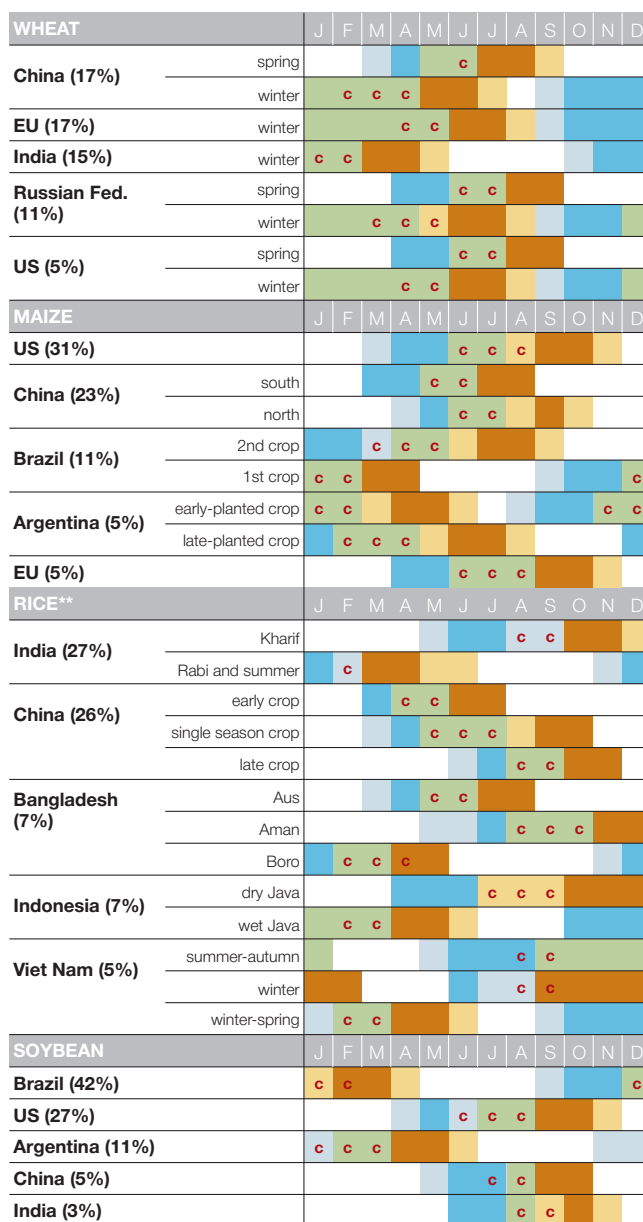 WHEAT J F M A M J J A S O N D
China (17%) spring c
winter c c c
EU (17%) winter c c
India (15%) winter c c
Russian Fed. (11%) spring c c
winter c c c
US (5%) spring c c
winter c c
MAIZE J F M A M J J A S O N D
US (31%) c c c
China (23%) south c c
north c c
Brazil (11%) 2nd crop c c c
1st crop c c c
Argentina (5%) early-planted crop c c c c
late-planted crop c c c
EU (5%) c c c
RICE** J F M A M J J A S O N D
India (27%) Kharif c c
Rabi and summer c
China (26%) early crop c c
single season crop c c c
late crop c c
Bangladesh (7%) Aus c c
Aman c c c
Boro c c c
Indonesia (7%) dry Java c c c
wet Java c c
Viet Nam (5%) summer-autumn c c
winter c c
winter-spring c c
SOYBEAN J F M A M J J A S O N D
Brazil (42%) c c c
US (27%) c c c
Argentina (11%) c c c
China (5%) c c
India (3%) c c